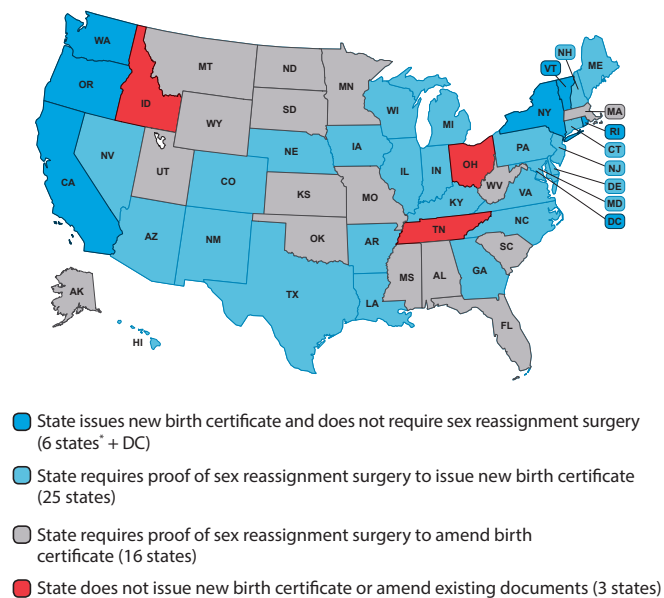 WA
NH
ME
VT
MT
ND
MN
OR
ID
SD
WI
MI
NY
MA
RI
WY
CT
IA
PA
NE
NJ
NV
OH
IL
IN
DE
UT
WV
CO
VA
MD
CA
KS
MO
KY
DC
NC
TN
AZ
NM
OK
AR
SC
MS
AL
GA
AK
TX
LA
FL
HI
State issues new birth certificate and does not require sex reassignment surgery
(6 states* + DC)
State requires proof of sex reassignment surgery to issue new birth certificate
(25 states)
State requires proof of sex reassignment surgery to amend birth
certificate (16 states)
State does not issue new birth certificate or amend existing documents (3 states)